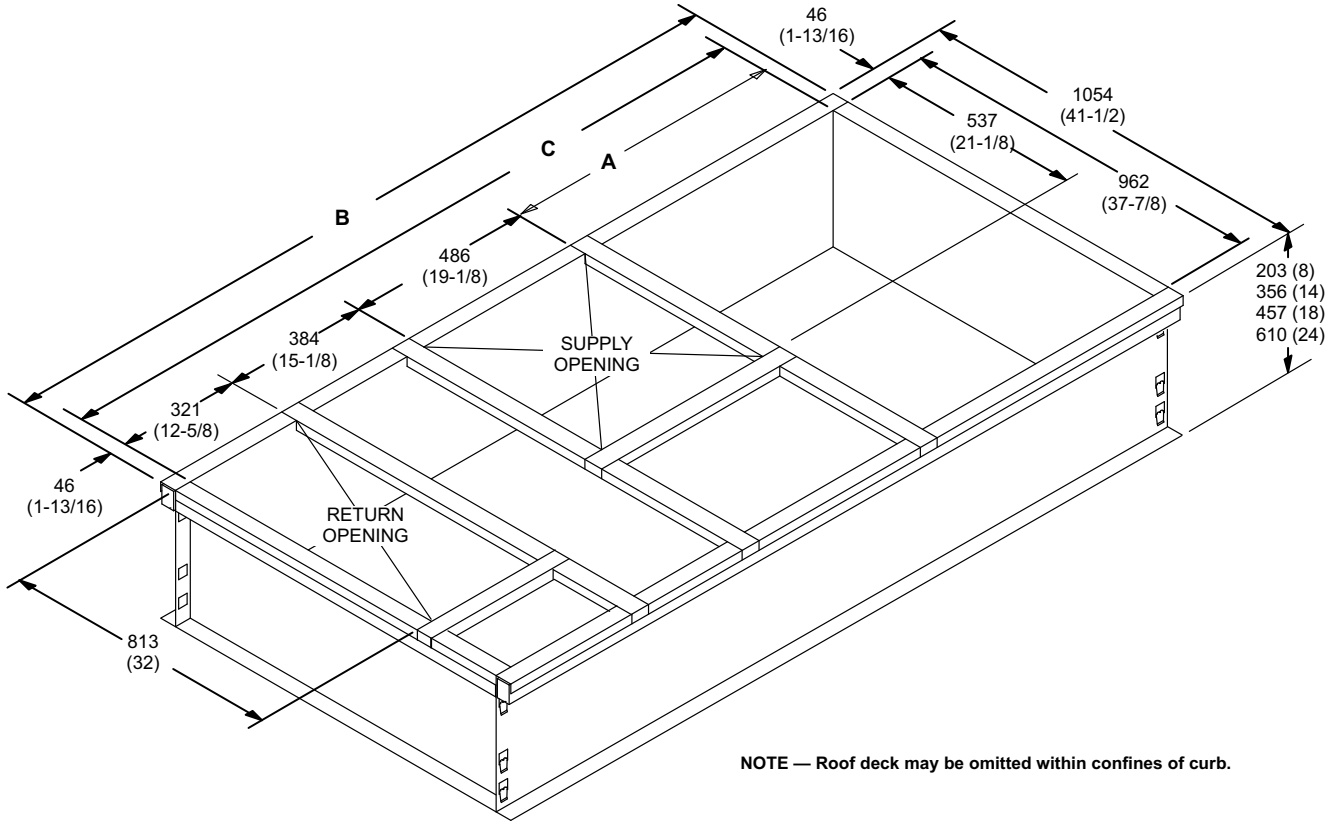 46
(1-13/16)
1054
(41-1/2)
537
(21-1/8)
C
A
962
(37-7/8)
B
486
(19-1/8)
203 (8)
356 (14)
457 (18)
610 (24)
384
(15-1/8)
SUPPLY
OPENING
321
(12-5/8)
46
(1-13/16)
RETURN
OPENING
813
(32)
NOTE — Roof deck may be omitted within confines of curb.